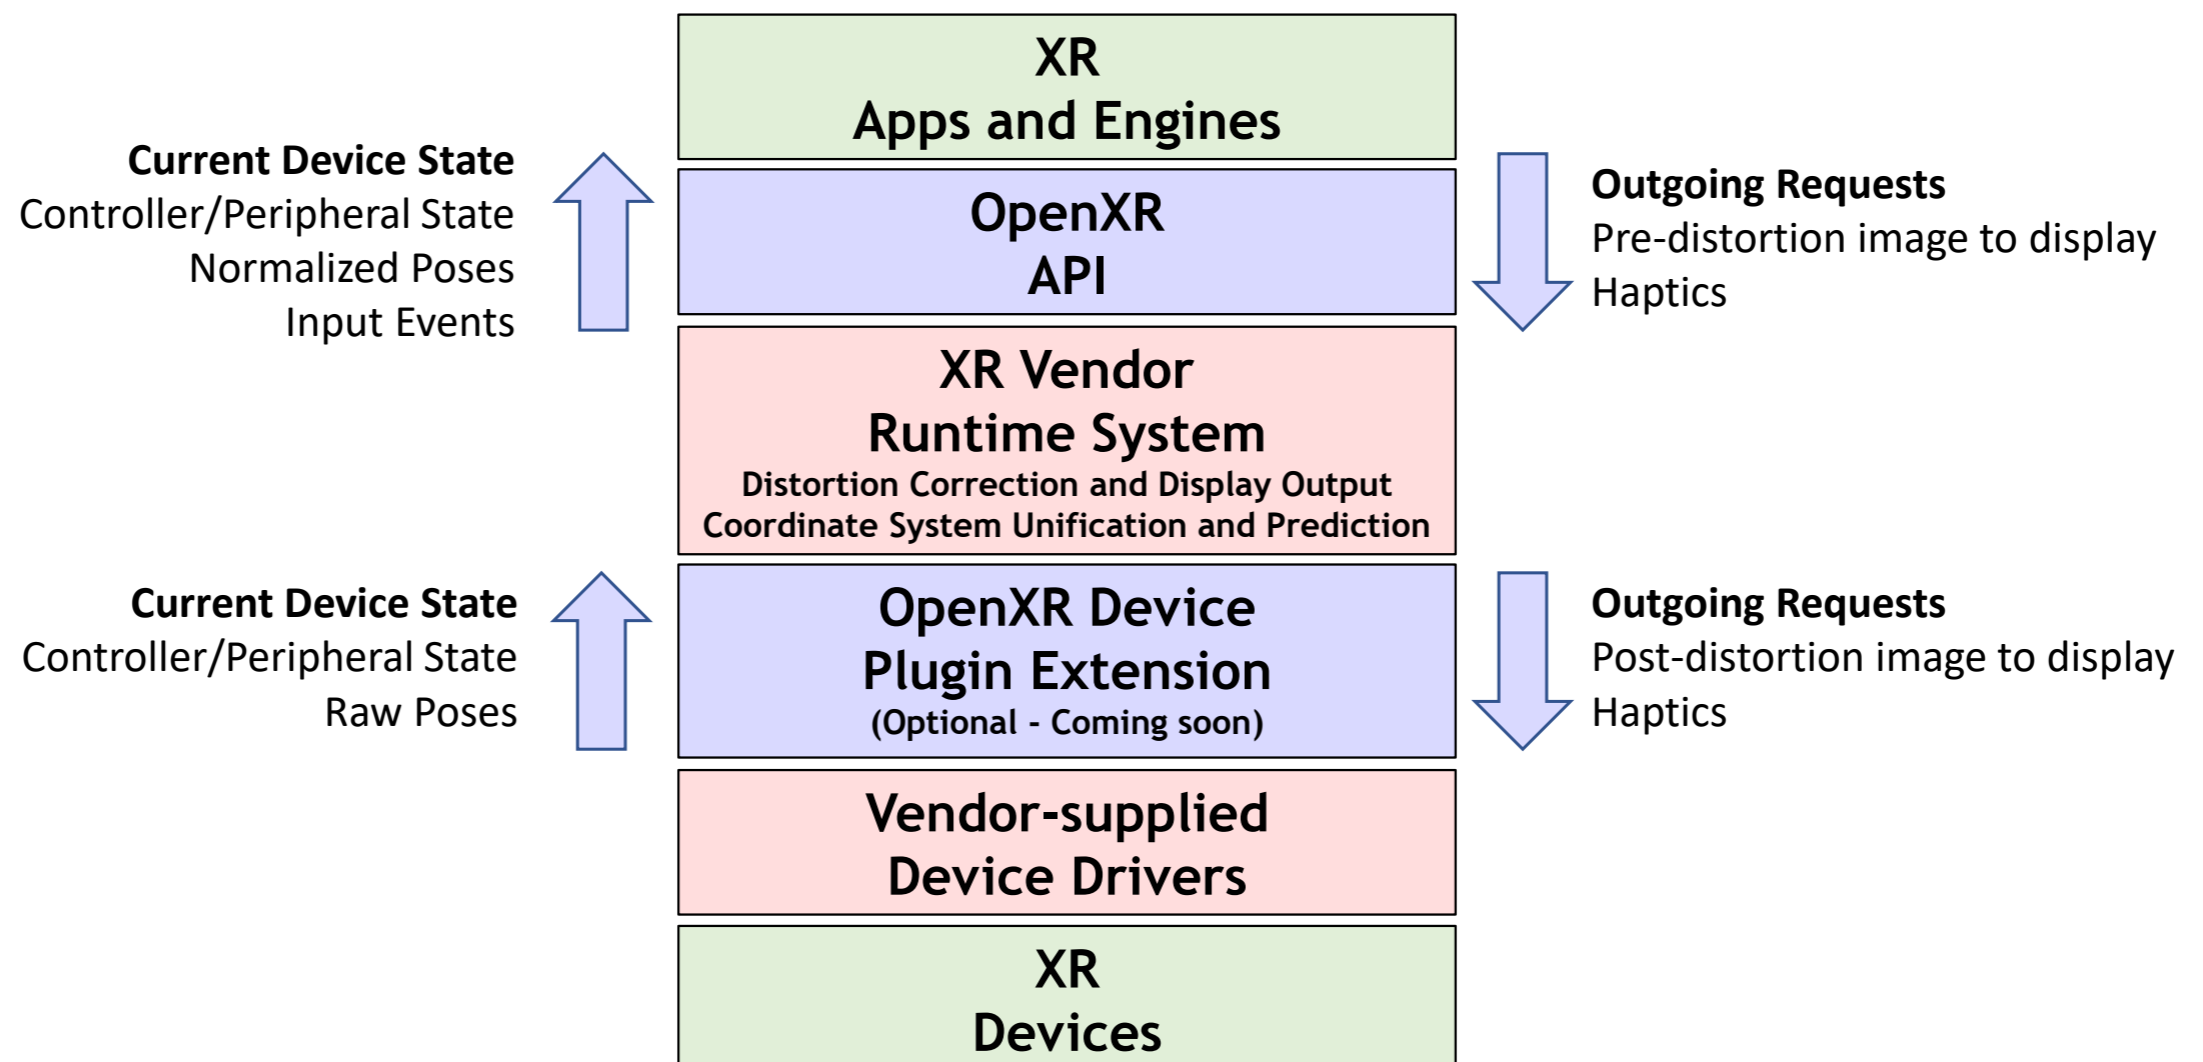 XR
Apps and Engines
Current Device State
Controller/Peripheral State
Normalized Poses
Input Events
OpenXR
API
Outgoing Requests
Pre-distortion image to display
Haptics
XR Vendor
Runtime System
Distortion Correction and Display Output
Coordinate System Unification and Prediction
Current Device State
Controller/Peripheral State
Raw Poses
OpenXR Device
Plugin Extension
(Optional - Coming soon)
Outgoing Requests
Post-distortion image to display
Haptics
Vendor-supplied
Device Drivers
XR
Devices